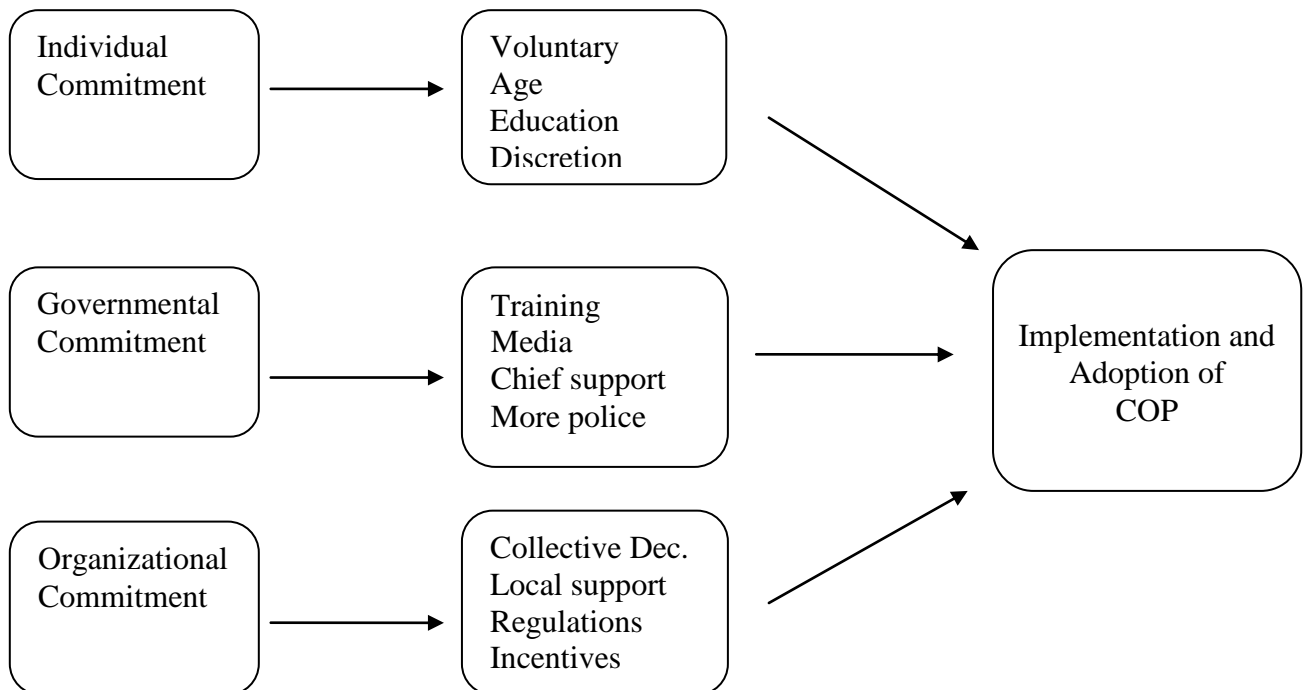 Individual
Commitment
Voluntary
Age
Education
Discretion
Governmental
Commitment
Training
Media
Chief support
More police
Implementation and
Adoption of
COP
Organizational
Commitment
Collective Dec.
Local support
Regulations
Incentives